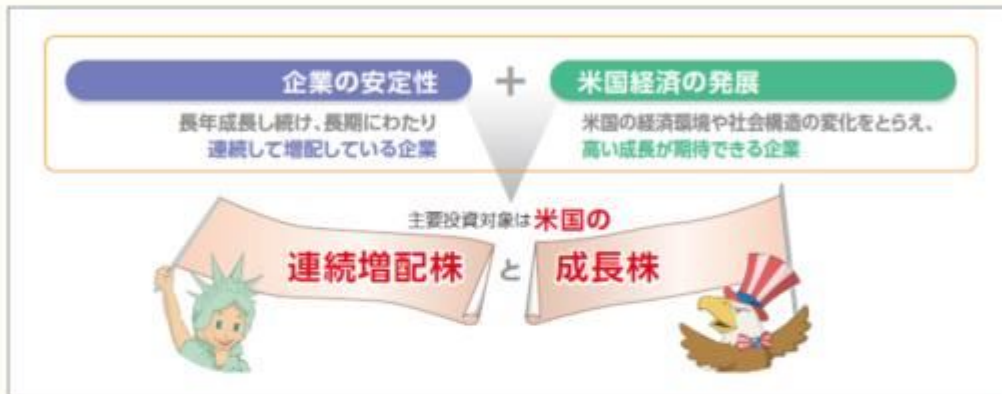 企業の安定性
+
米国経済の発展
長年成長し続け、長期にわたり
連続して増配している企業
米国の経済環境や社会構造の変化をとらえ、
高い成長が期待できる企業
主要投資対象は米国の
連続増配株 と 成長株